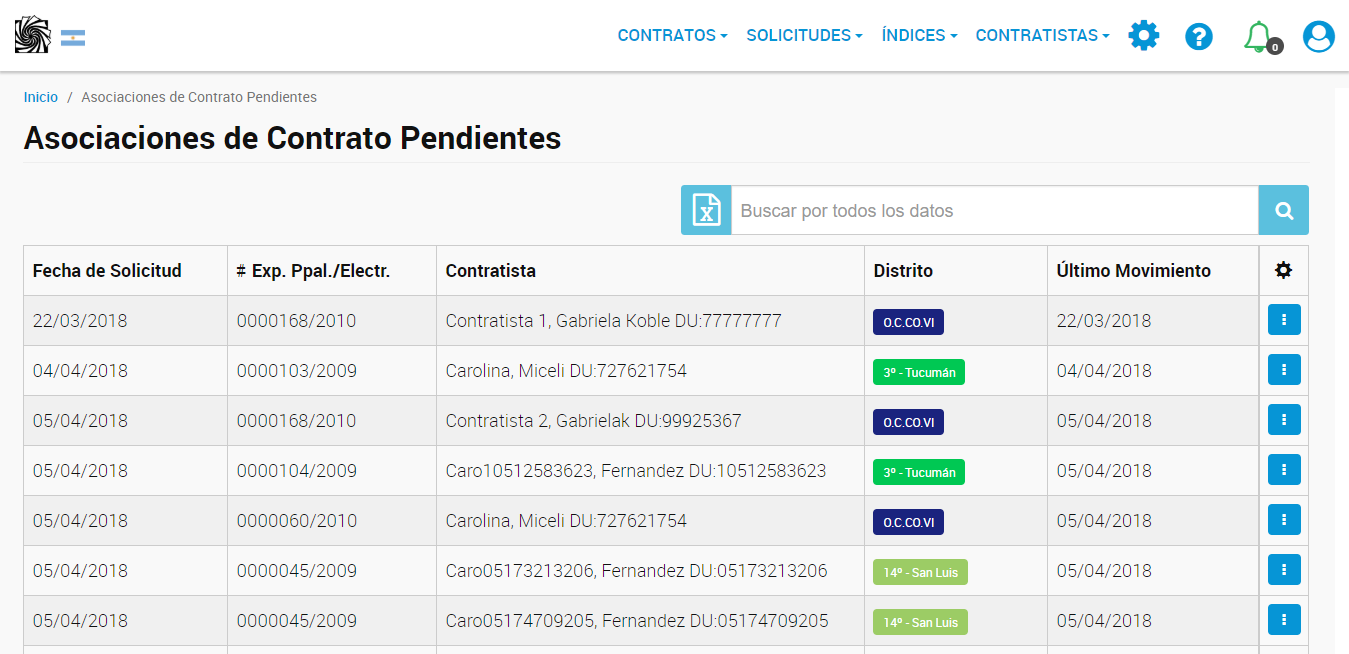 CONTRATOS SOLICITUDES ÍNDICES CONTRATISTAS ? 0
Inicio / Asociaciones de Contrato Pendientes
Asociaciones de Contrato Pendientes
X Buscar por todos los datos
Fecha de Solicitud # Exp. Ppal./Electr. Contratista Distrito Último Movimiento
22/03/2018 0000168/2010 Contratista 1, Gabriela Koble DU:77777777 O.C.CO.VI 22/03/2018
04/04/2018 0000103/2009 Carolina, Miceli DU:727621754 3º - Tucumán 04/04/2018
05/04/2018 0000168/2010 Contratista 2, Gabrielak DU:99925367 O.C.CO.VI 05/04/2018
05/04/2018 0000104/2009 Caro10512583623, Fernandez DU:10512583623 3º - Tucumán 05/04/2018
05/04/2018 0000060/2010 Carolina, Miceli DU:727621754 O.C.CO.VI 05/04/2018
05/04/2018 0000045/2009 Caro05173213206, Fernandez DU:05173213206 14º - San Luis 05/04/2018
05/04/2018 0000045/2009 Caro05174709205, Fernandez DU:05174709205 14º - San Luis 05/04/2018